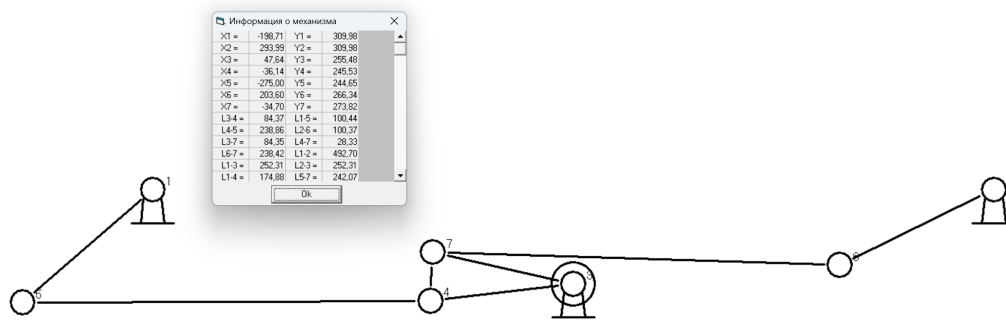 Информация о механизма
X1 = -198,71 Y1 = 309,98
X2 = 293,99 Y2 = 309,98
X3 = 47,64 Y3 = 255,48
X4 = -36,14 Y4 = 245,53
X5 = -275,00 Y5 = 244,65
X6 = 203,60 Y6 = 266,34
X7 = -34,70 Y7 = 273,82
L3-4 = 84,37 L1-5 = 100,44
L4-5 = 238,86 L2-6 = 100,37
L3-7 = 84,35 L4-7 = 28,33
L6-7 = 238,42 L1-2 = 492,70
L1-3 = 252,31 L2-3 = 252,31
L1-4 = 174,88 L5-7 = 242,07
Ok
1
7
6
3
5
4